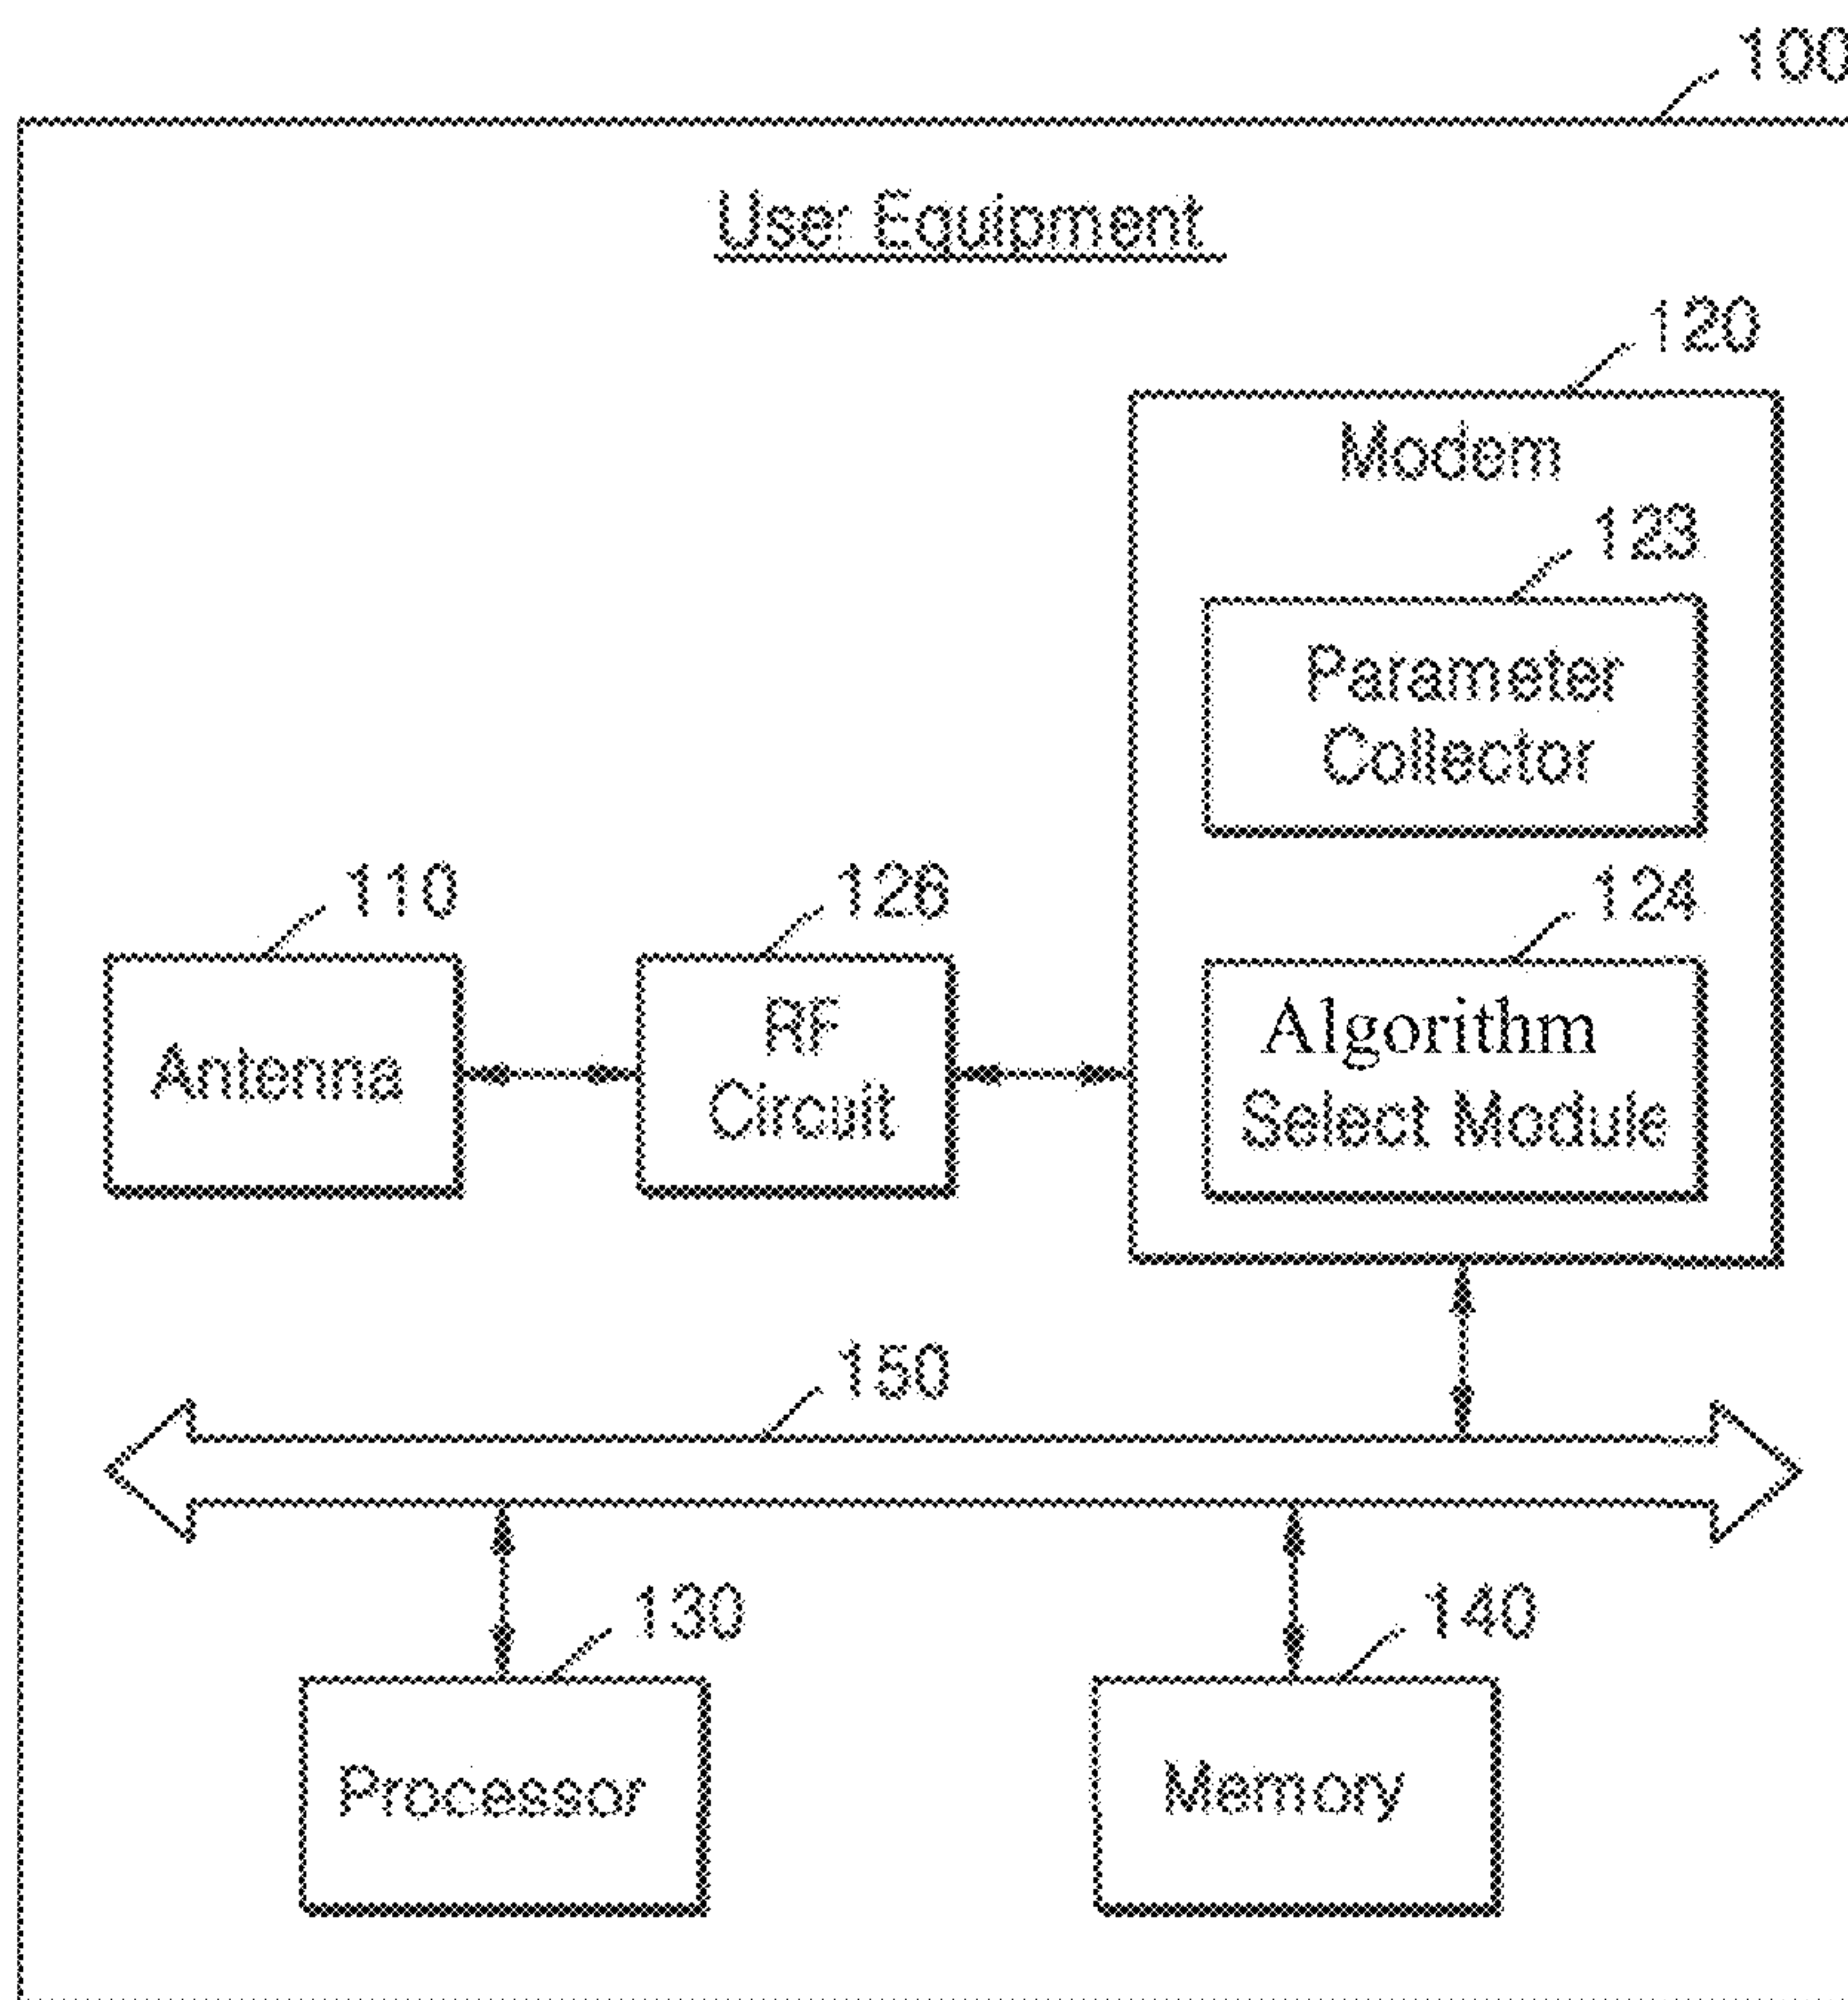 100
User Equipment
120
Modem
123
Parameter
Collector
110
126
124
Antenna
RF
Circuit
Algorithm
Select Module
150
130
140
Processor
Memory